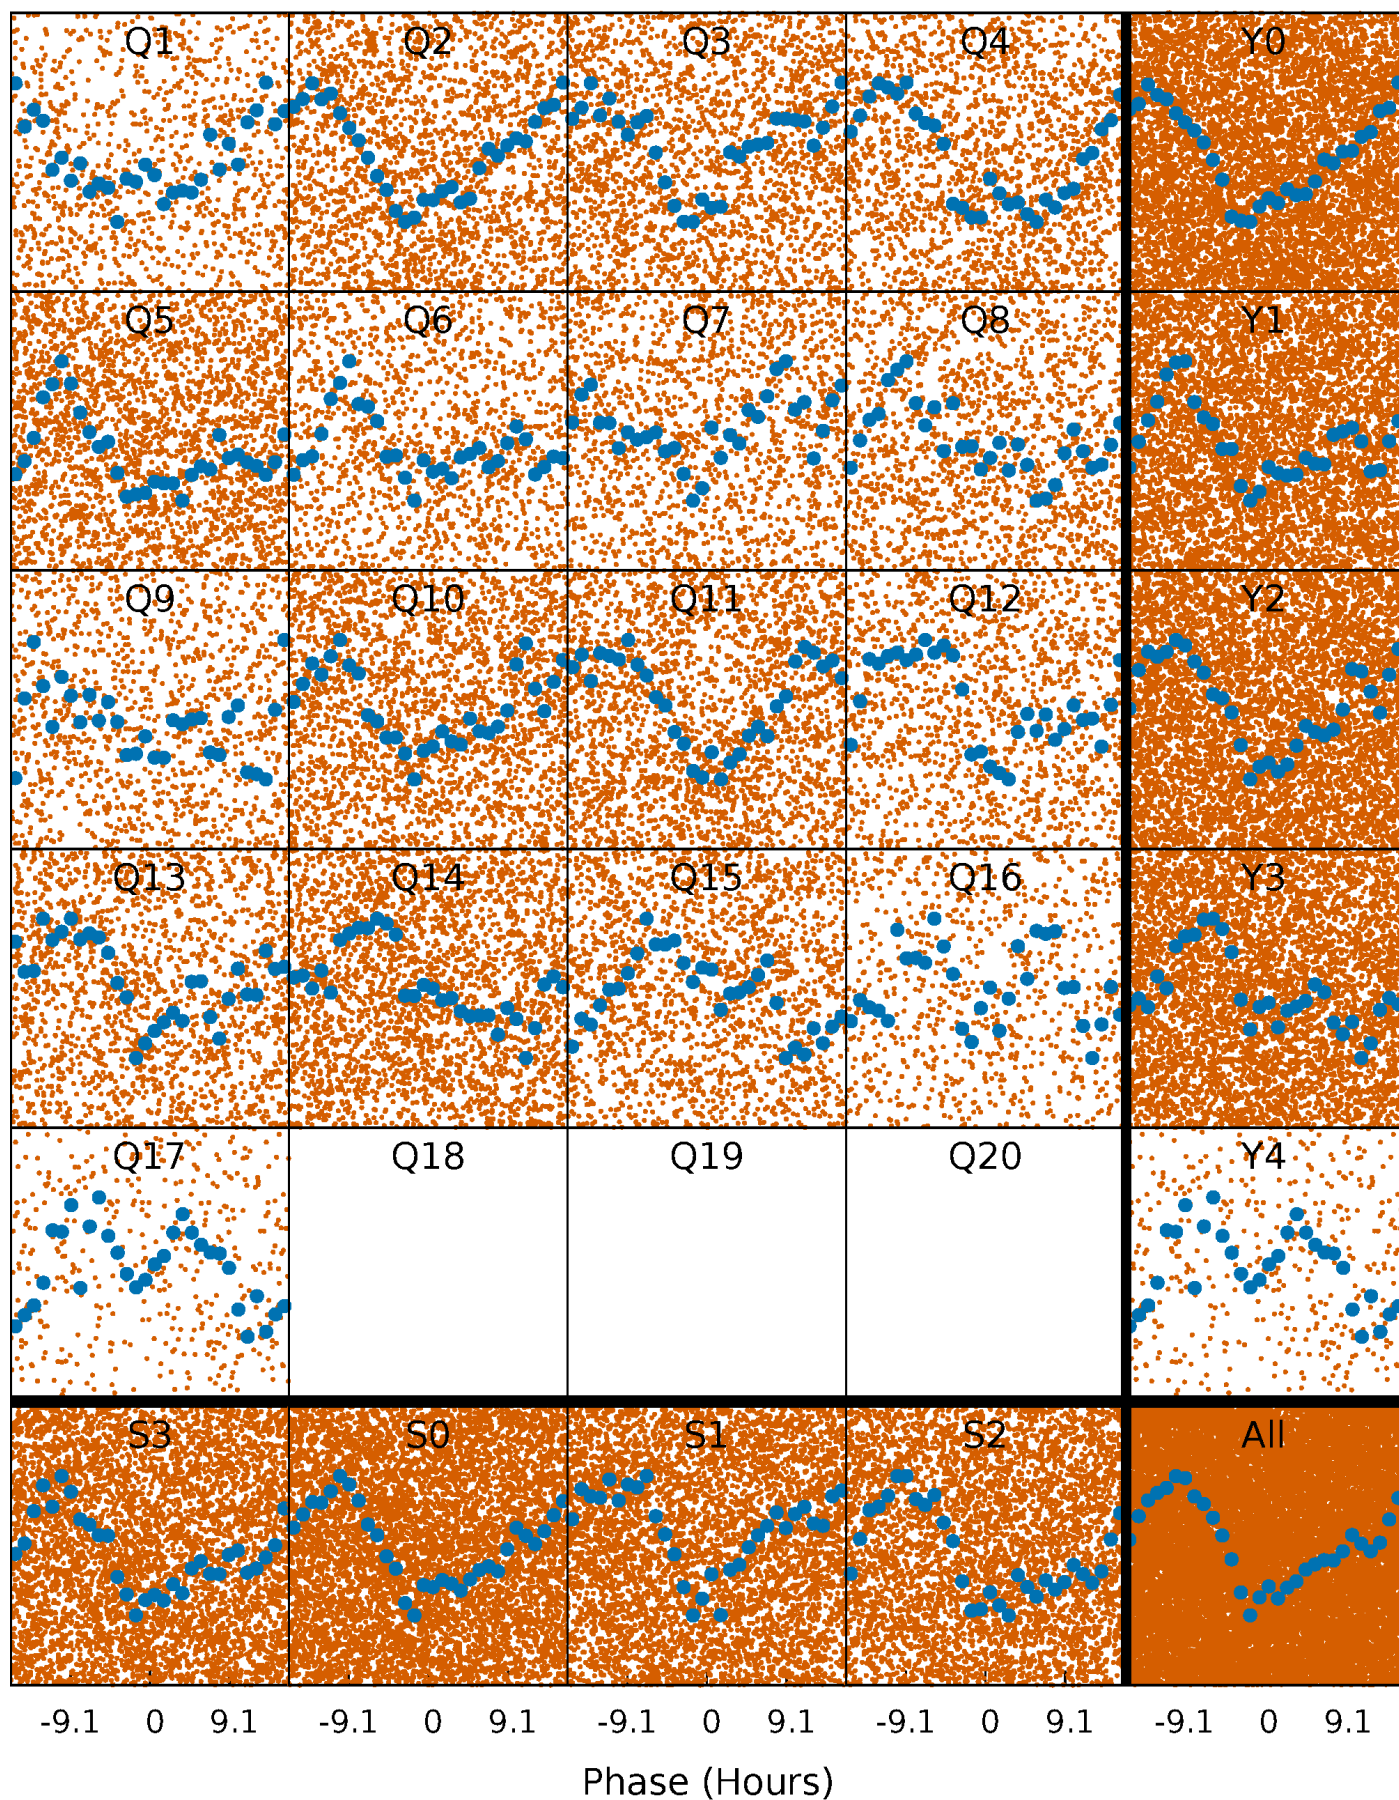 Q1 Q2 Q3 Q4 Y0
Q5 Q6 Q7 Q8 Y1
Q9 Q10 Q11 Q12 Y2
Q13 Q14 Q15 Q16 Y3
Q17 Q18 Q19 Q20 Y4
S3 S0 S1 S2 All
-9.1 0 9.1 -9.1 0 9.1 -9.1 0 9.1 -9.1 0 9.1 -9.1 0 9.1
Phase (Hours)